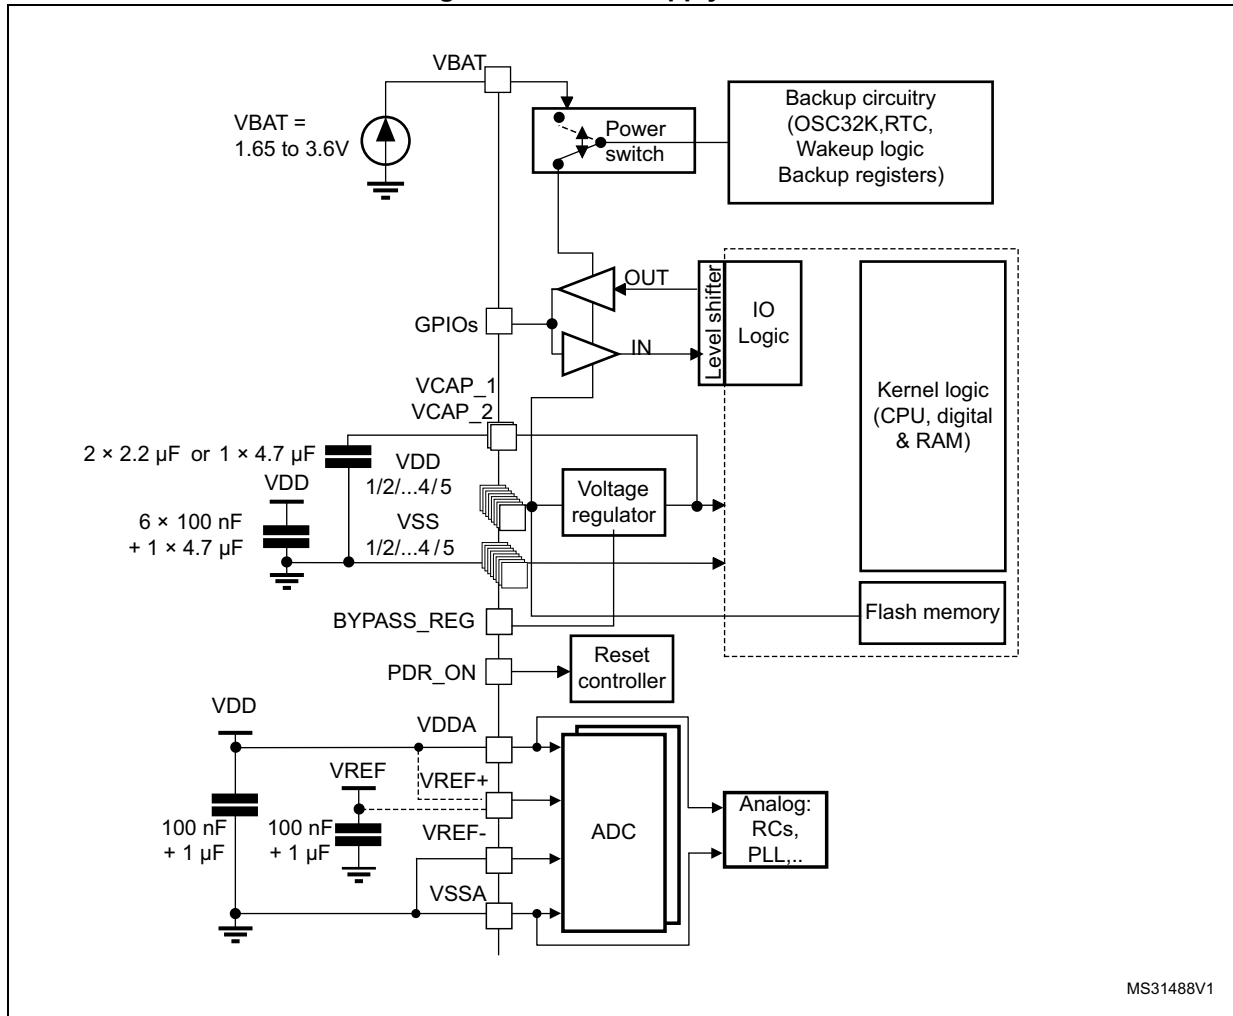 VBAT
VBAT =
1.65 to 3.6V
Power
switch
Backup circuitry
(OSC32K,RTC,
Wakeup logic
Backup registers)
OUT
GPIOs
IN
Level shifter
IO
Logic
Kernel logic
(CPU, digital
& RAM)
VCAP_1
VCAP_2
2 × 2.2 µF or 1 × 4.7 µF
VDD
1/2/...4/5
VDD
6 × 100 nF
+ 1 × 4.7 µF
VSS
1/2/...4/5
Voltage
regulator
Flash memory
BYPASS_REG
PDR_ON
Reset
controller
VDD
VDDA
VREF
VREF+
100 nF
+ 1 µF
100 nF
+ 1 µF
VREF-
VSSA
ADC
Analog:
RCs,
PLL,..
MS31488V1